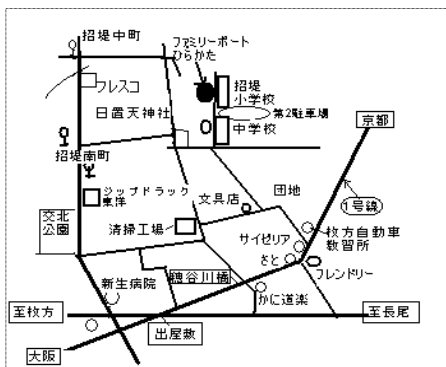 招堤中町
ファミリーポート
ひらかた
フレスコ
招堤
小学校
日置天神社
第2駐車場
中学校
京都
招堤南町
ジップドラック
東洋
文具店
団地
1号線
交北
公園
清掃工場
サイゼリア
枚方自動車
教習所
さと
フレンドリー
穂谷川橋
新生病院
かに道楽
至枚方
至長尾
出屋敷
大阪